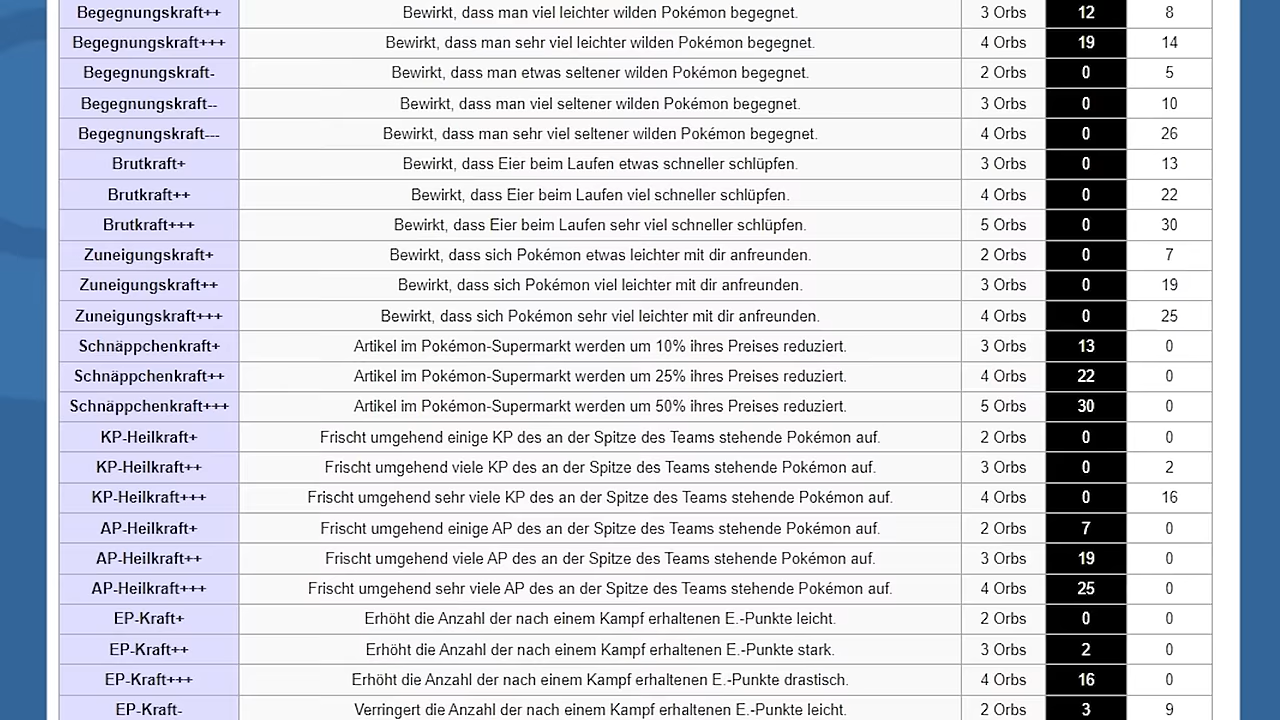 Begegnungskraft++ Bewirkt, dass man viel leichter wilden Pokémon begegnet. 3 Orbs 12 8
Begegnungskraft+++ Bewirkt, dass man sehr viel leichter wilden Pokémon begegnet. 4 Orbs 19 14
Begegnungskraft- Bewirkt, dass man etwas seltener wilden Pokémon begegnet. 2 Orbs 0 5
Begegnungskraft-- Bewirkt, dass man viel seltener wilden Pokémon begegnet. 3 Orbs 0 10
Begegnungskraft--- Bewirkt, dass man sehr viel seltener wilden Pokémon begegnet. 4 Orbs 0 26
Brutkraft+ Bewirkt, dass Eier beim Laufen etwas schneller schlüpfen. 3 Orbs 0 13
Brutkraft++ Bewirkt, dass Eier beim Laufen viel schneller schlüpfen. 4 Orbs 0 22
Brutkraft+++ Bewirkt, dass Eier beim Laufen sehr viel schneller schlüpfen. 5 Orbs 0 30
Zuneigungskraft+ Bewirkt, dass sich Pokémon etwas leichter mit dir anfreunden. 2 Orbs 0 7
Zuneigungskraft++ Bewirkt, dass sich Pokémon viel leichter mit dir anfreunden. 3 Orbs 0 19
Zuneigungskraft+++ Bewirkt, dass sich Pokémon sehr viel leichter mit dir anfreunden. 4 Orbs 0 25
Schnäppchenkraft+ Artikel im Pokémon-Supermarkt werden um 10% ihres Preises reduziert. 3 Orbs 13 0
Schnäppchenkraft++ Artikel im Pokémon-Supermarkt werden um 25% ihres Preises reduziert. 4 Orbs 22 0
Schnäppchenkraft+++ Artikel im Pokémon-Supermarkt werden um 50% ihres Preises reduziert. 5 Orbs 30 0
KP-Heilkraft+ Frischt umgehend einige KP des an der Spitze des Teams stehende Pokémon auf. 2 Orbs 0 0
KP-Heilkraft++ Frischt umgehend viele KP des an der Spitze des Teams stehende Pokémon auf. 3 Orbs 0 2
KP-Heilkraft+++ Frischt umgehend sehr viele KP des an der Spitze des Teams stehende Pokémon auf. 4 Orbs 0 16
AP-Heilkraft+ Frischt umgehend einige AP des an der Spitze des Teams stehende Pokémon auf. 2 Orbs 7 0
AP-Heilkraft++ Frischt umgehend viele AP des an der Spitze des Teams stehende Pokémon auf. 3 Orbs 19 0
AP-Heilkraft+++ Frischt umgehend sehr viele AP des an der Spitze des Teams stehende Pokémon auf. 4 Orbs 25 0
EP-Kraft+ Erhöht die Anzahl der nach einem Kampf erhaltenen E.-Punkte leicht. 2 Orbs 0 0
EP-Kraft++ Erhöht die Anzahl der nach einem Kampf erhaltenen E.-Punkte stark. 3 Orbs 2 0
EP-Kraft+++ Erhöht die Anzahl der nach einem Kampf erhaltenen E.-Punkte drastisch. 4 Orbs 16 0
EP-Kraft- Verringert die Anzahl der nach einem Kampf erhaltenen E.-Punkte leicht. 2 Orbs 3 9